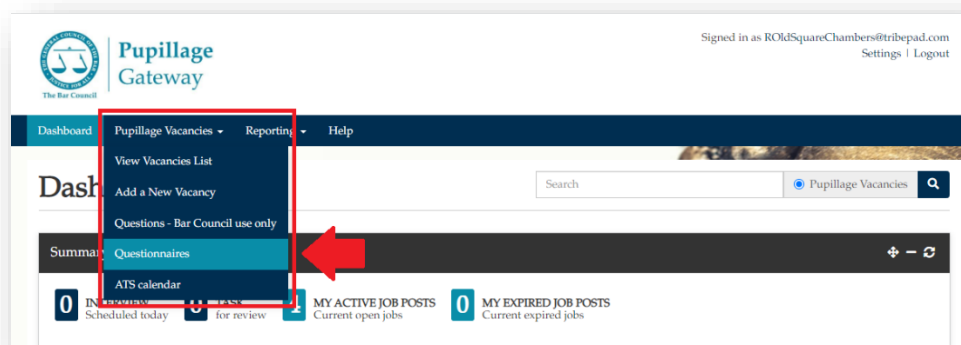 Signed in as ROldSquareChambers@tribepad.com
Settings | Logout
Pupillage
Gateway
The Bar Council
Dashboard Pupillage Vacancies Reporting Help
View Vacancies List
Dash
Search
Pupillage Vacancies
Add a New Vacancy
Questions - Bar Council use only
Summar
Questionnaires
ATS calendar
0
Scheduled today
for review
MY ACTIVE JOB POSTS
Current open jobs
0 MY EXPIRED JOB POSTS
Current expired jobs